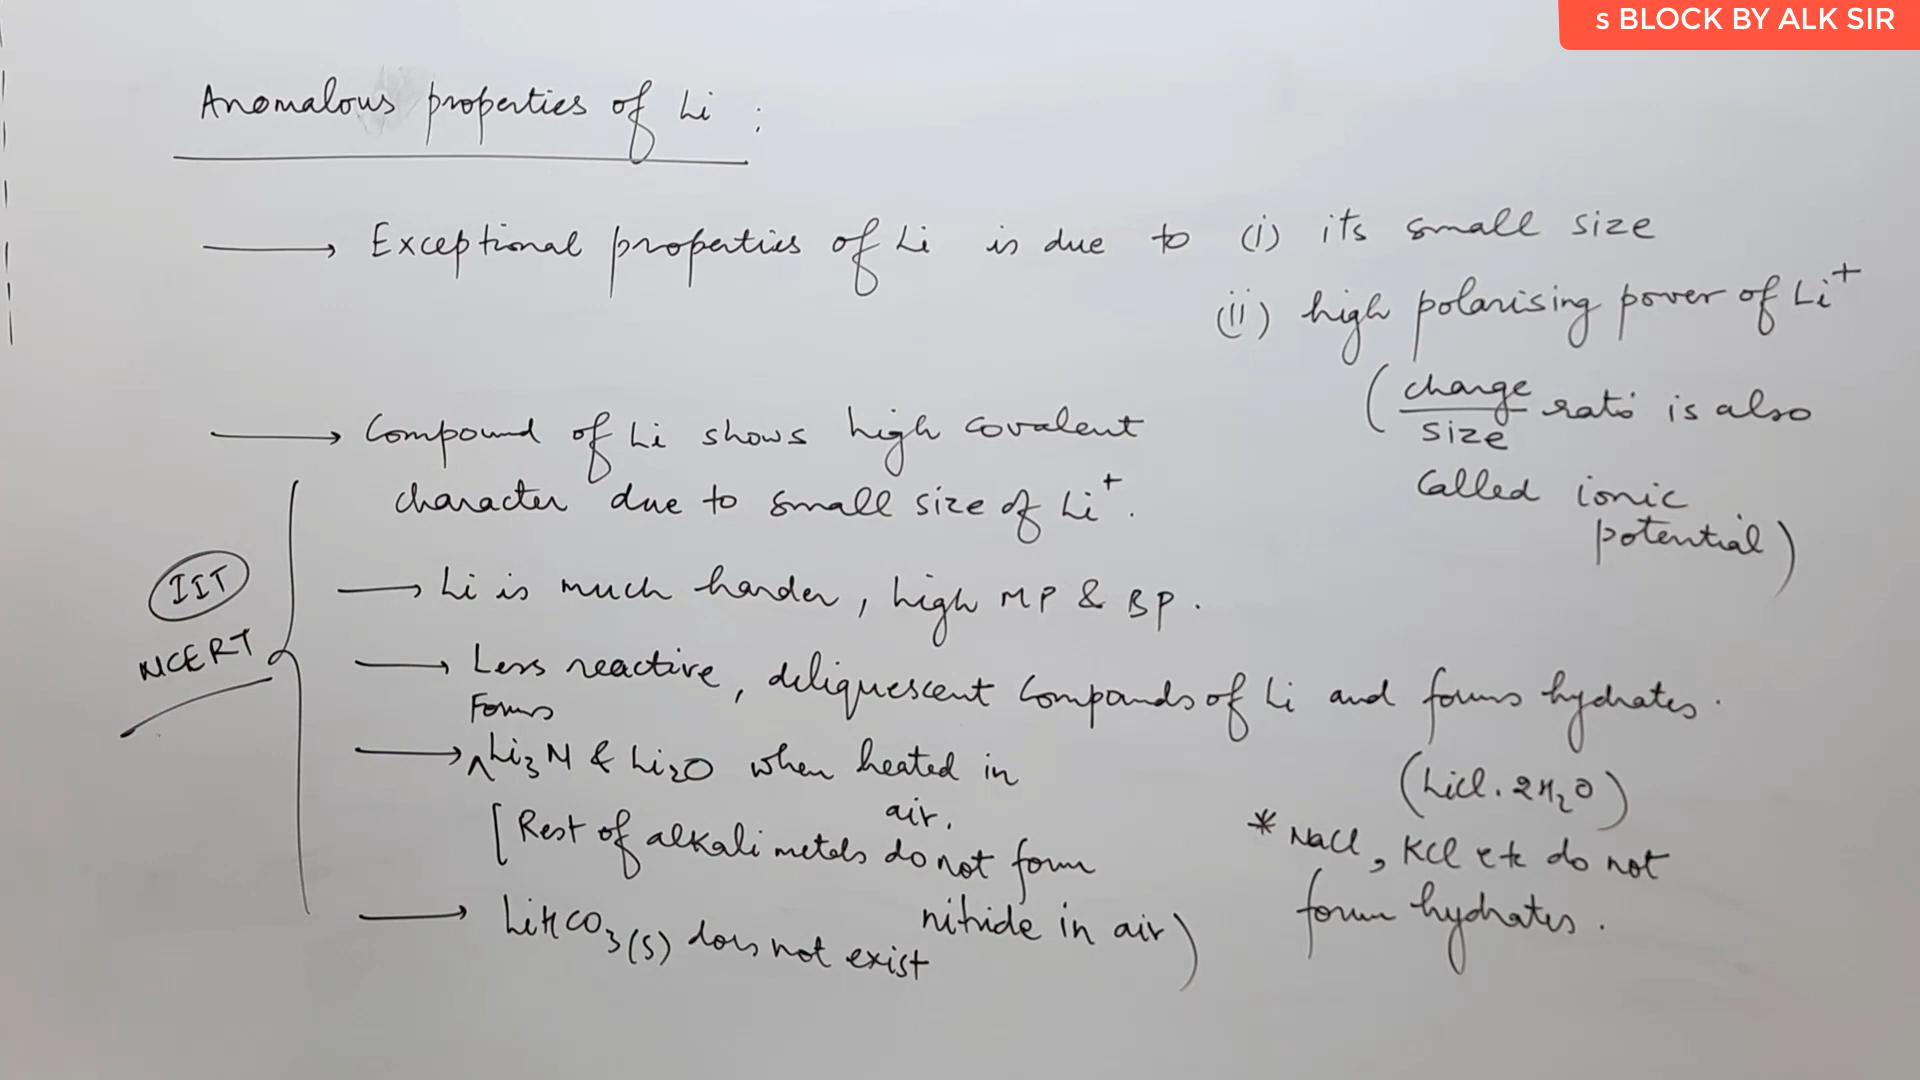 s BLOCK BY ALK SIR
Anomalous properties of Li :
→ Exceptional properties of Li is due to (i) its small size
(ii) high polarising power of Li⁺
(charge/size ratio is also
called ionic
potential)
→ Compound of Li shows high covalent
character due to small size of Li⁺.
IIT
NCERT
→ Li is much harder, high MP & BP.
→ Less reactive, deliquescent compounds of Li and forms hydrates.
(LiCl. 2H₂O)
* NaCl, KCl etc do not
form hydrates.
Forms
→ ^Li₃N & Li₂O when heated in
air.
[Rest of alkali metals do not form
nitride in air)
→ LiHCO₃(s) does not exist